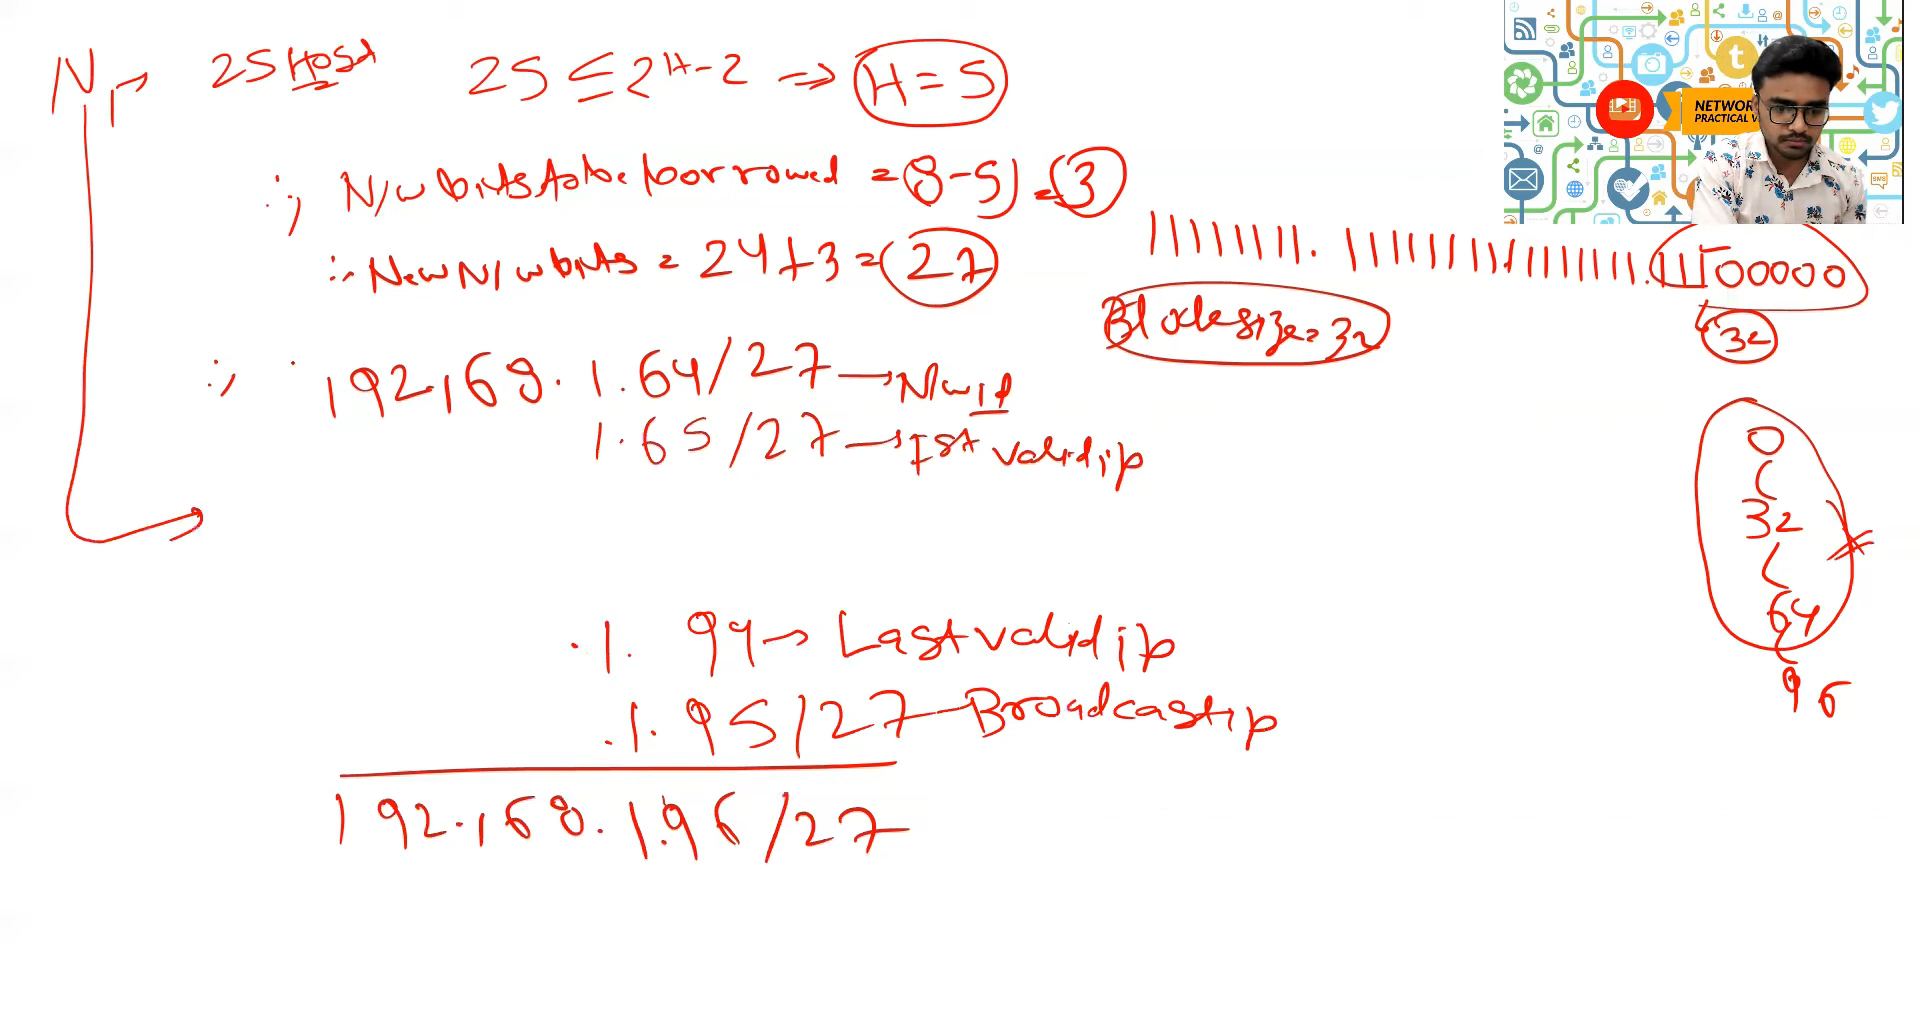 N1→ 25 Host 25 ≤ 2^H-2 ⇒ H = 5
∴ N/w bits to be borrowed = (8-5) = 3
∴ New N/w bits = 24+3 = 27
11111111.11111111.11111111.11100000
Block size = 32
32
∴ 192.168.1.64/27 → N/w ip
1.65/27 → Ist valid ip
0
32
64
96
.1. 94 → Last valid ip
.1.95/27 - Broadcast ip
192.168.1.96/27
NETWOR
PRACTICAL V